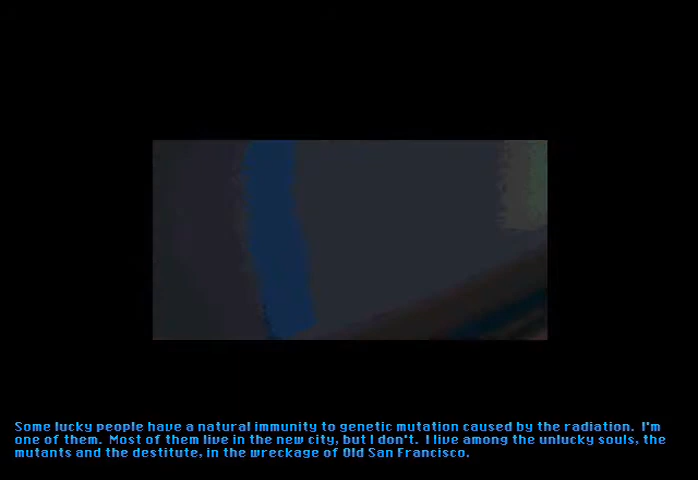 Some lucky people have a natural immunity to genetic mutation caused by the radiation. I'm
one of them. Most of them live in the new city, but I don't. I live among the unlucky souls, the
mutants and the destitute, in the wreckage of Old San Francisco.